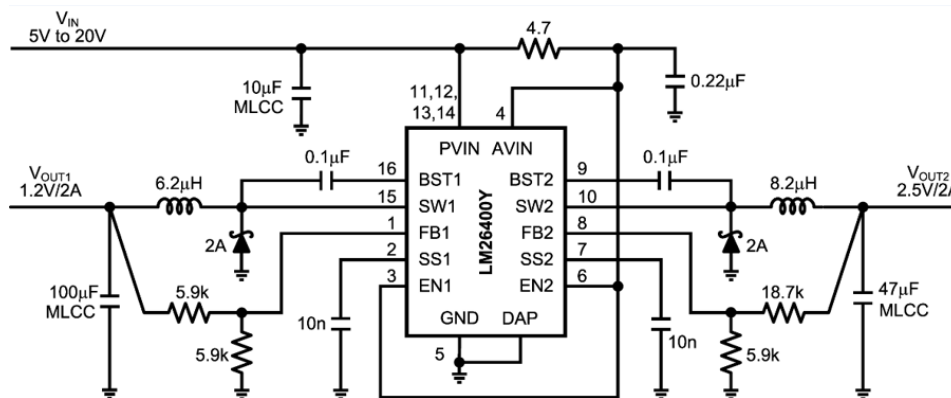 V_IN
5V to 20V
4.7
10μF
MLCC
0.22μF
11,12,
13,14
4
PVIN AVIN
V_OUT1
1.2V/2A
6.2μH
0.1μF
16
BST1
15
SW1
1
FB1
2
SS1
3
EN1
LM26400Y
BST2
9
SW2
10
FB2
8
SS2
7
EN2
6
0.1μF
8.2μH
V_OUT2
2.5V/2A
2A
2A
100μF
MLCC
5.9k
5.9k
10n
GND DAP
5
10n
18.7k
5.9k
47μF
MLCC